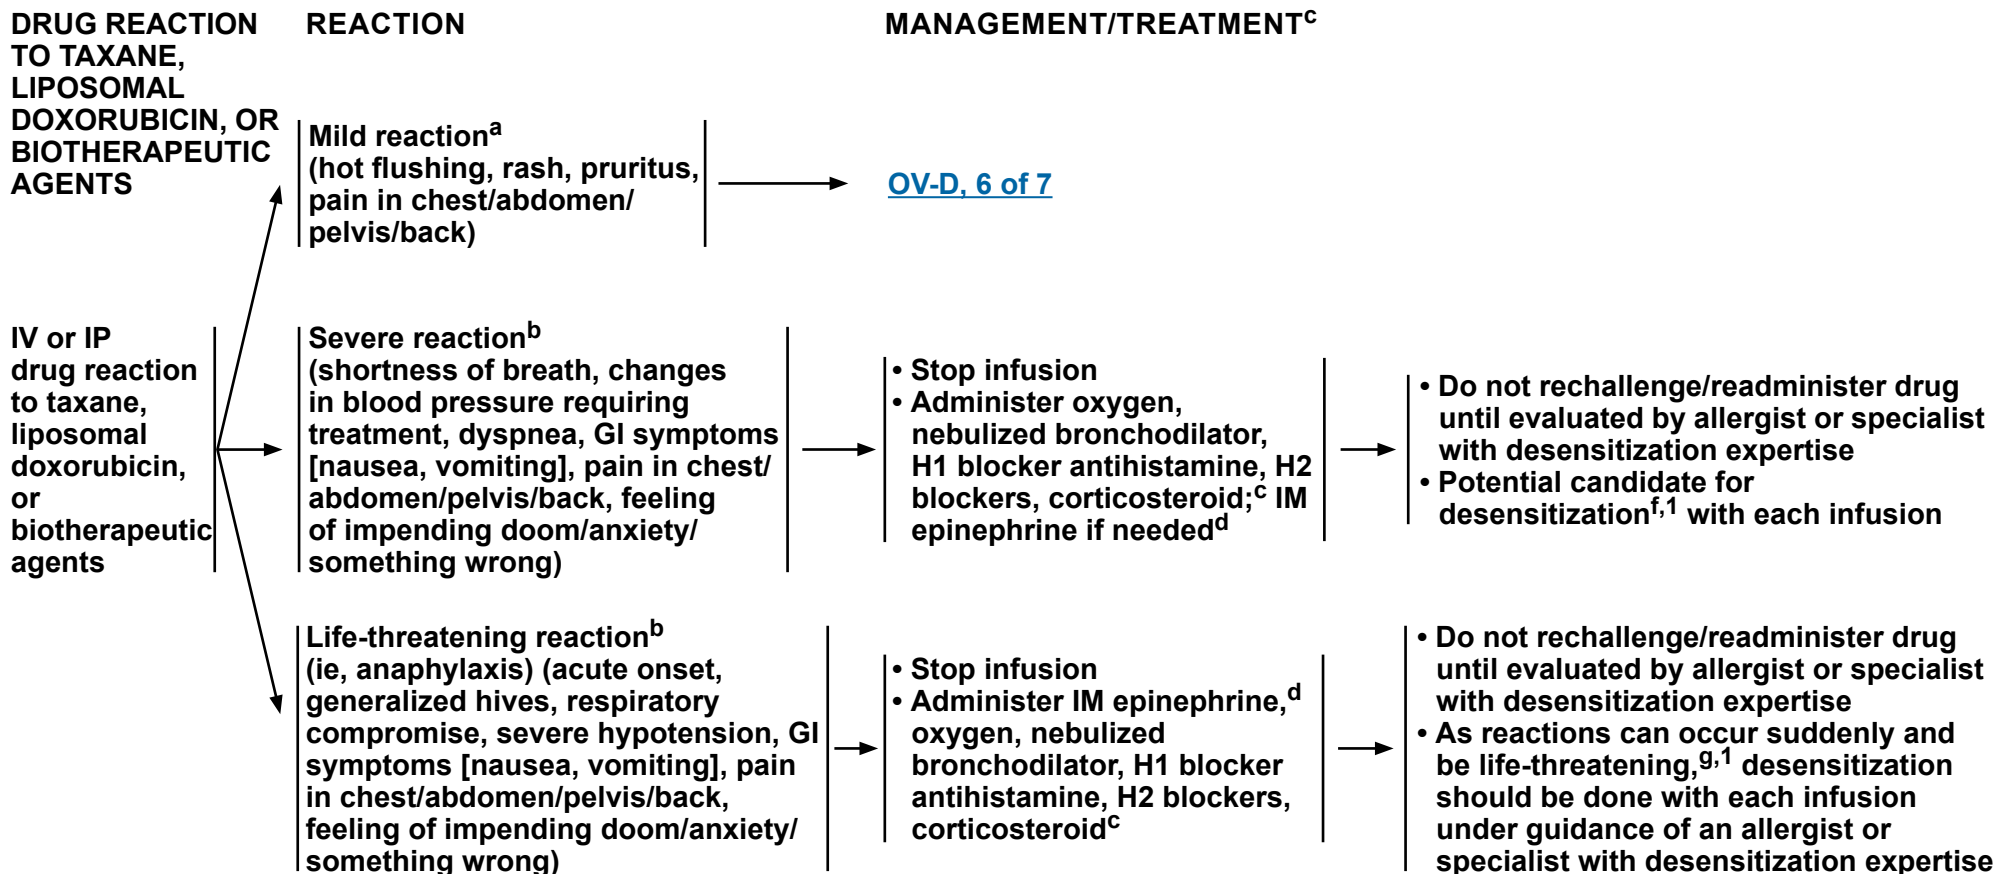 DRUG REACTION
TO TAXANE,
LIPOSOMAL
DOXORUBICIN, OR
BIOTHERAPEUTIC
AGENTS
REACTION
MANAGEMENT/TREATMENTc
Mild reactiona
(hot flushing, rash, pruritus,
pain in chest/abdomen/
pelvis/back)
OV-D, 6 of 7
IV or IP
drug reaction
to taxane,
liposomal
doxorubicin,
or
biotherapeutic
agents
Severe reactionb
(shortness of breath, changes
in blood pressure requiring
treatment, dyspnea, GI symptoms
[nausea, vomiting], pain in chest/
abdomen/pelvis/back, feeling
of impending doom/anxiety/
something wrong)
• Stop infusion
• Administer oxygen,
nebulized bronchodilator,
H1 blocker antihistamine, H2
blockers, corticosteroid;c IM
epinephrine if neededd
• Do not rechallenge/readminister drug
until evaluated by allergist or specialist
with desensitization expertise
• Potential candidate for
desensitizationf,1 with each infusion
Life-threatening reactionb
(ie, anaphylaxis) (acute onset,
generalized hives, respiratory
compromise, severe hypotension, GI
symptoms [nausea, vomiting], pain
in chest/abdomen/pelvis/back,
feeling of impending doom/anxiety/
something wrong)
• Stop infusion
• Administer IM epinephrine,d
oxygen, nebulized
bronchodilator, H1 blocker
antihistamine, H2 blockers,
corticosteroidc
• Do not rechallenge/readminister drug
until evaluated by allergist or specialist
with desensitization expertise
• As reactions can occur suddenly and
be life-threatening,g,1 desensitization
should be done with each infusion
under guidance of an allergist or
specialist with desensitization expertise